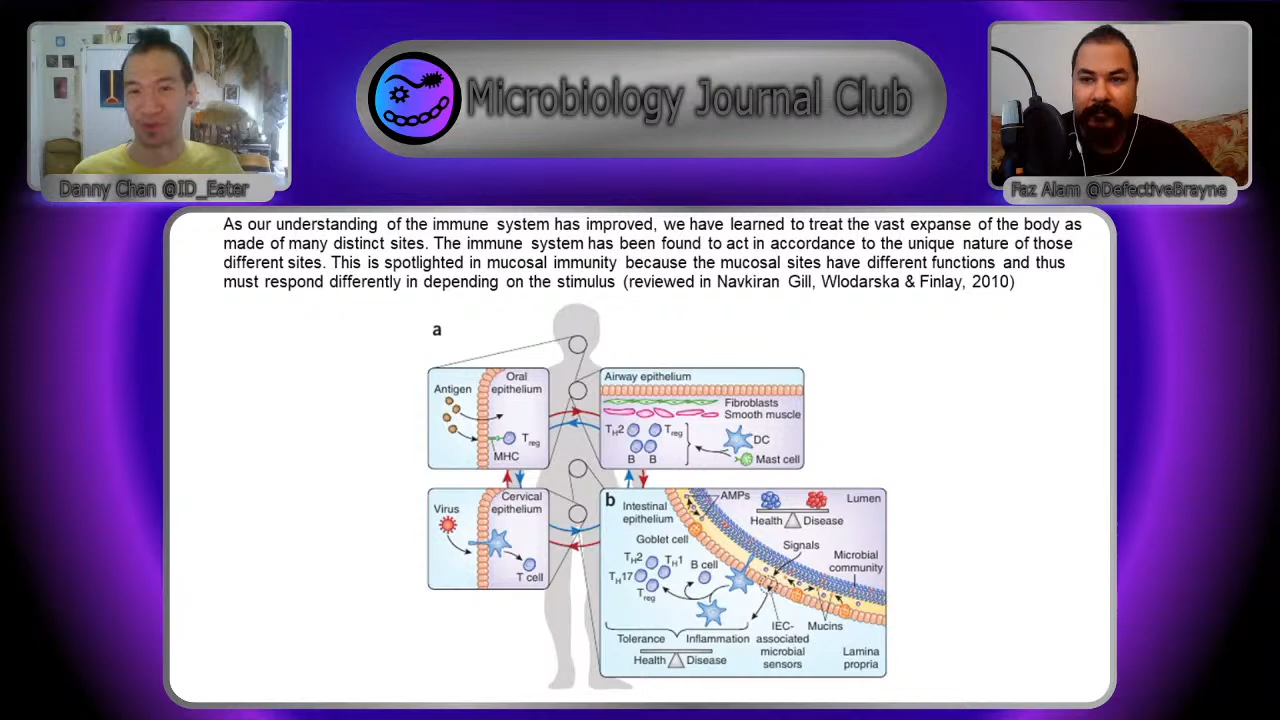 Microbiology Journal Club
Danny Chan @ID_Eater
Faz Alam @DefectiveBrayne
As our understanding of the immune system has improved, we have learned to treat the vast expanse of the body as
made of many distinct sites. The immune system has been found to act in accordance to the unique nature of those
different sites. This is spotlighted in mucosal immunity because the mucosal sites have different functions and thus
must respond differently in depending on the stimulus (reviewed in Navkiran Gill, Wlodarska & Finlay, 2010)
a
Oral
epithelium
Antigen
Treg
MHC
Airway epithelium
Fibroblasts
Smooth muscle
TH2
Treg
DC
B
B
Mast cell
Cervical
epithelium
Virus
T cell
b
AMPs
Lumen
Intestinal
epithelium
Health
Disease
Goblet cell
Signals
Microbial
community
TH2
TH1
B cell
TH17
Treg
IEC-
associated
microbial
sensors
Mucins
Tolerance
Inflammation
Health
Disease
Lamina
propria